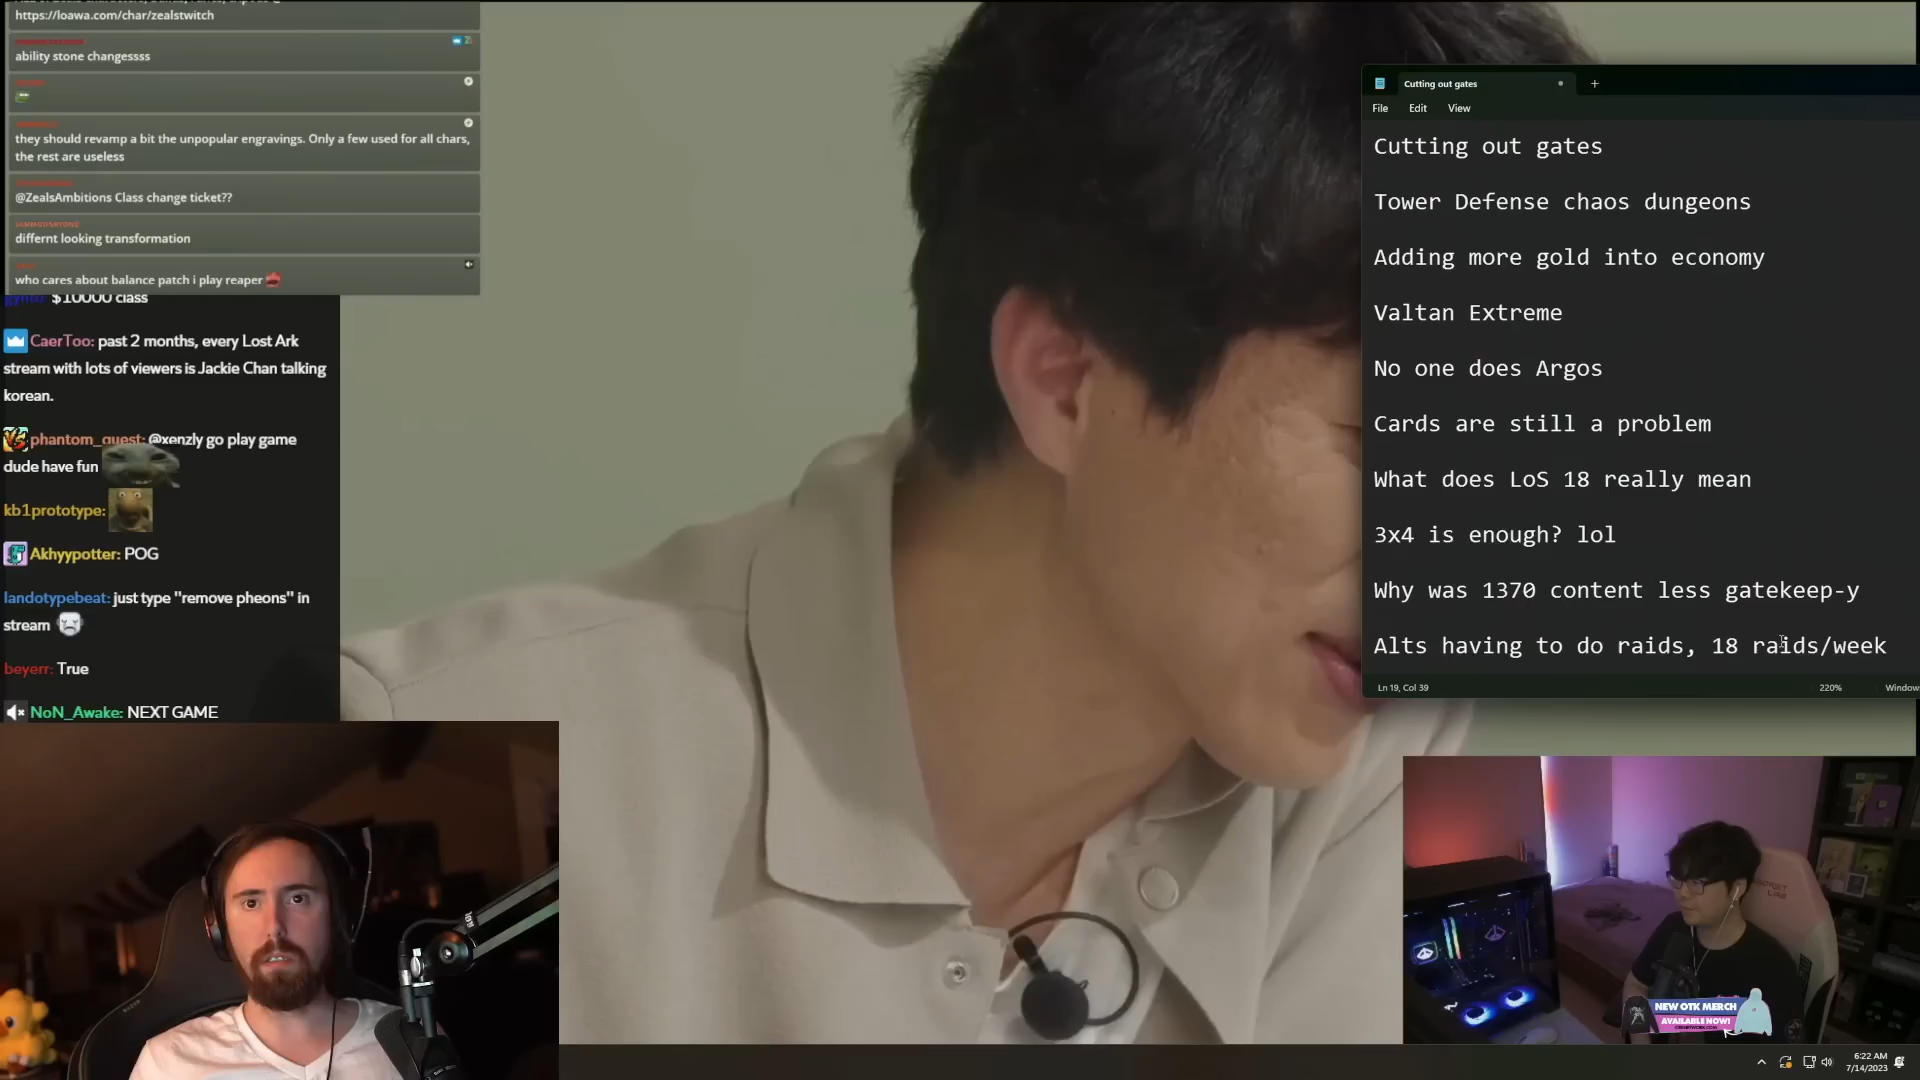 https://loawa.com/char/zealstwitch
ability stone changessss
they should revamp a bit the unpopular engravings. Only a few used for all chars,
the rest are useless
@ZealsAmbitions Class change ticket??
differnt looking transformation
who cares about balance patch i play reaper
$10000 class
CaerToo: past 2 months, every Lost Ark
stream with lots of viewers is Jackie Chan talking
korean.
phantom_quest: @xenzly go play game
dude have fun
kb1prototype:
Akhyypotter: POG
landotypebeat: just type "remove pheons" in
stream
beyerr: True
NoN_Awake: NEXT GAME
Cutting out gates
File Edit View
Cutting out gates
Tower Defense chaos dungeons
Adding more gold into economy
Valtan Extreme
No one does Argos
Cards are still a problem
What does LoS 18 really mean
3x4 is enough? lol
Why was 1370 content less gatekeep-y
Alts having to do raids, 18 raids/week
Ln 19, Col 39
220%
Window
NEW OTK MERCH
AVAILABLE NOW!
6:22 AM
7/14/2023